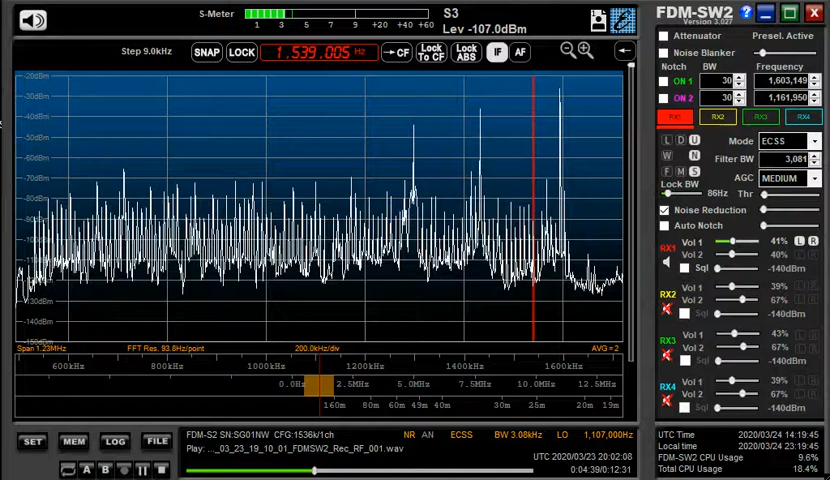 S-Meter
1 3 5 7 9 +20 +40 +60
S3
Lev -107.0dBm
FDM-SW2
Version 3.027
Step 9.0kHz
SNAP
LOCK
1.539.005 Hz
→CF
Lock To CF
Lock ABS
IF
AF
Attenuator
Presel. Active
Noise Blanker
Notch BW Frequency
ON 1 30 1,603,149
ON 2 30 1,161,950
RX1 RX2 RX3 RX4
L D U
W N
F M S
Mode ECSS
Filter BW 3,081
AGC MEDIUM
Lock BW 86Hz Thr
Noise Reduction
Auto Notch
RX1 Vol 1 41% L R
Vol 2 40% L R
Sql -140dBm
RX2 Vol 1 39% L R
Vol 2 67% L R
Sql -140dBm
RX3 Vol 1 43% L R
Vol 2 67% L R
Sql -140dBm
RX4 Vol 1 39% L R
Vol 2 67% L R
Sql -140dBm
-20dBm
-30dBm
-40dBm
-50dBm
-60dBm
-70dBm
-80dBm
-90dBm
-100dBm
-110dBm
-130dBm
-140dBm
-150dBm
Span 1.23MHz FFT Res. 93.8Hz/point 200.0kHz/div AVG = 2
600kHz 800kHz 1000kHz 1200kHz 1400kHz 1600kHz
0.0Hz 2.5MHz 5.0MHz 7.5MHz 10.0MHz 12.5MHz
160m 80m 60m 49m 40m 30m 25m 20m 19m
SET
MEM
LOG
FILE
A B
FDM-S2 SN:SG01NW CFG:1536k/1ch NR AN ECSS BW 3.08kHz LO 1,107,000Hz
Play: ..._03_23_19_10_01_FDMSW2_Rec_RF_001.wav
UTC 2020/03/23 20:02:08
0:04:39/0:12:31
UTC Time 2020/03/24 14:19:45
Local time 2020/03/24 23:19:45
FDM-SW2 CPU Usage 9.6%
Total CPU Usage 18.4%